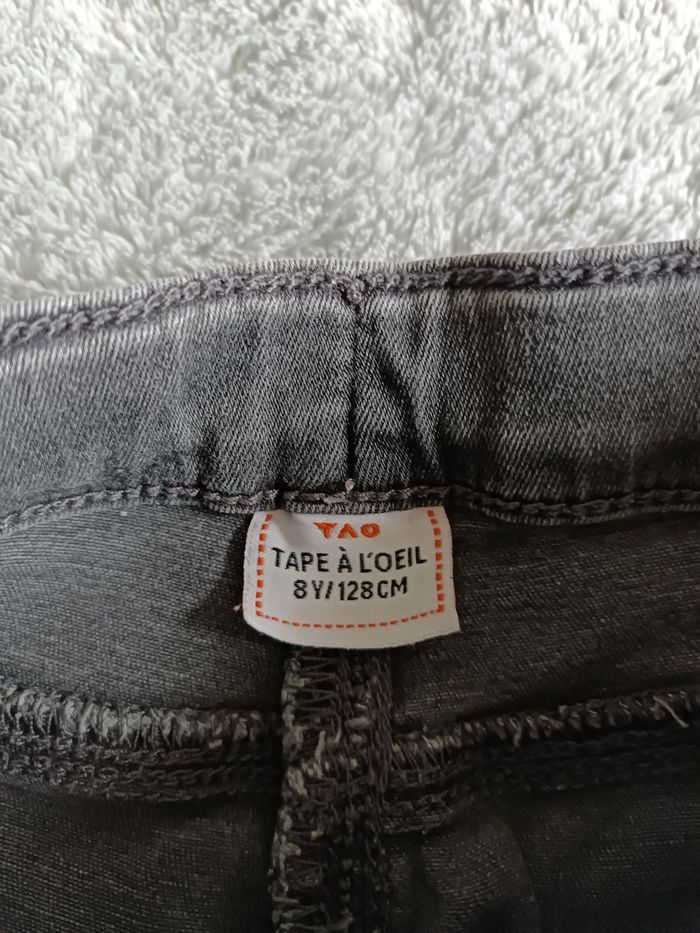 TAO
TAPE À L'OEIL
8Y/128CM